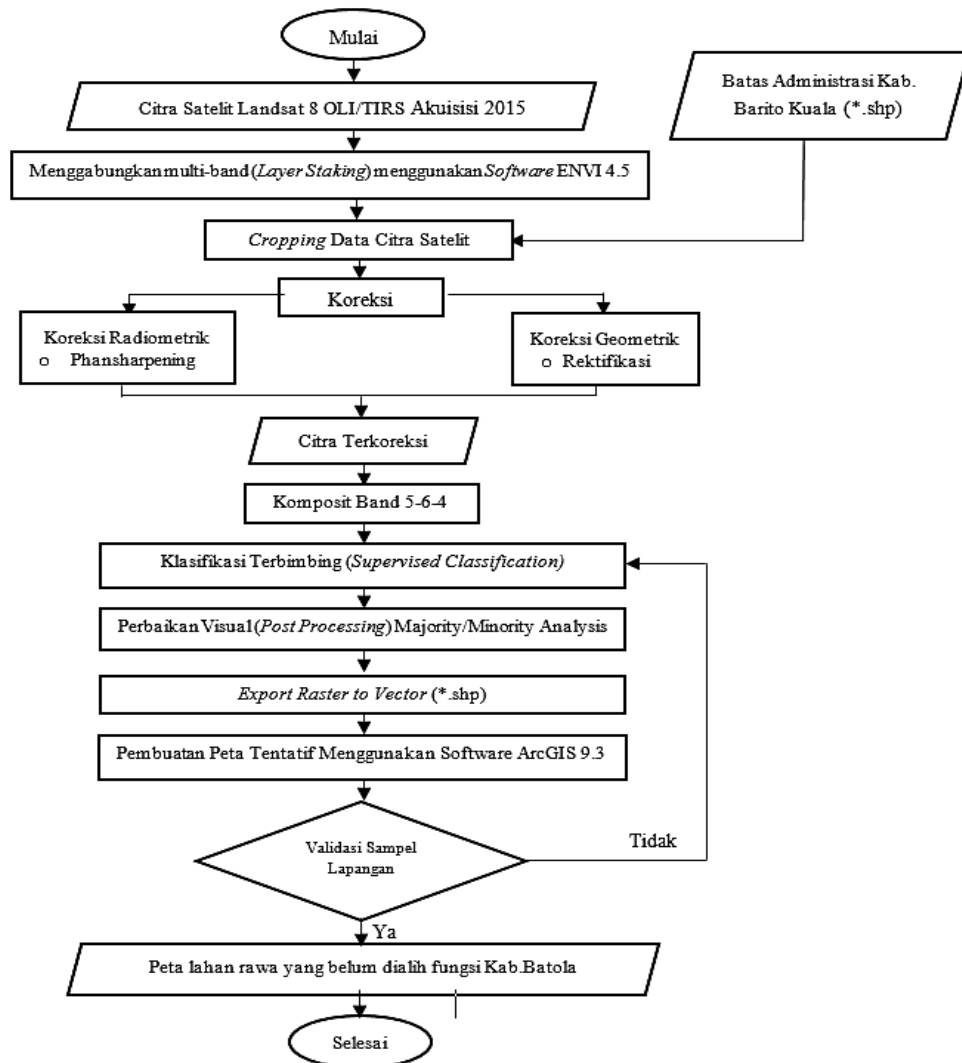 Mulai
Citra Satelit Landsat 8 OLI/TIRS Akuisisi 2015
Batas Administrasi Kab.
Barito Kuala (*.shp)
Menggabungkan multi-band (Layer Staking) menggunakan Software ENVI 4.5
Cropping Data Citra Satelit
Koreksi
Koreksi Radiometrik
o Phansharpening
Koreksi Geometrik
o Rektifikasi
Citra Terkoreksi
Komposit Band 5-6-4
Klasifikasi Terbimbing (Supervised Classification)
Perbaikan Visual (Post Processing) Majority/Minority Analysis
Export Raster to Vector (*.shp)
Pembuatan Peta Tentatif Menggunakan Software ArcGIS 9.3
Validasi Sampel
Lapangan
Tidak
Ya
Peta lahan rawa yang belum dialih fungsi Kab.Batola
Selesai